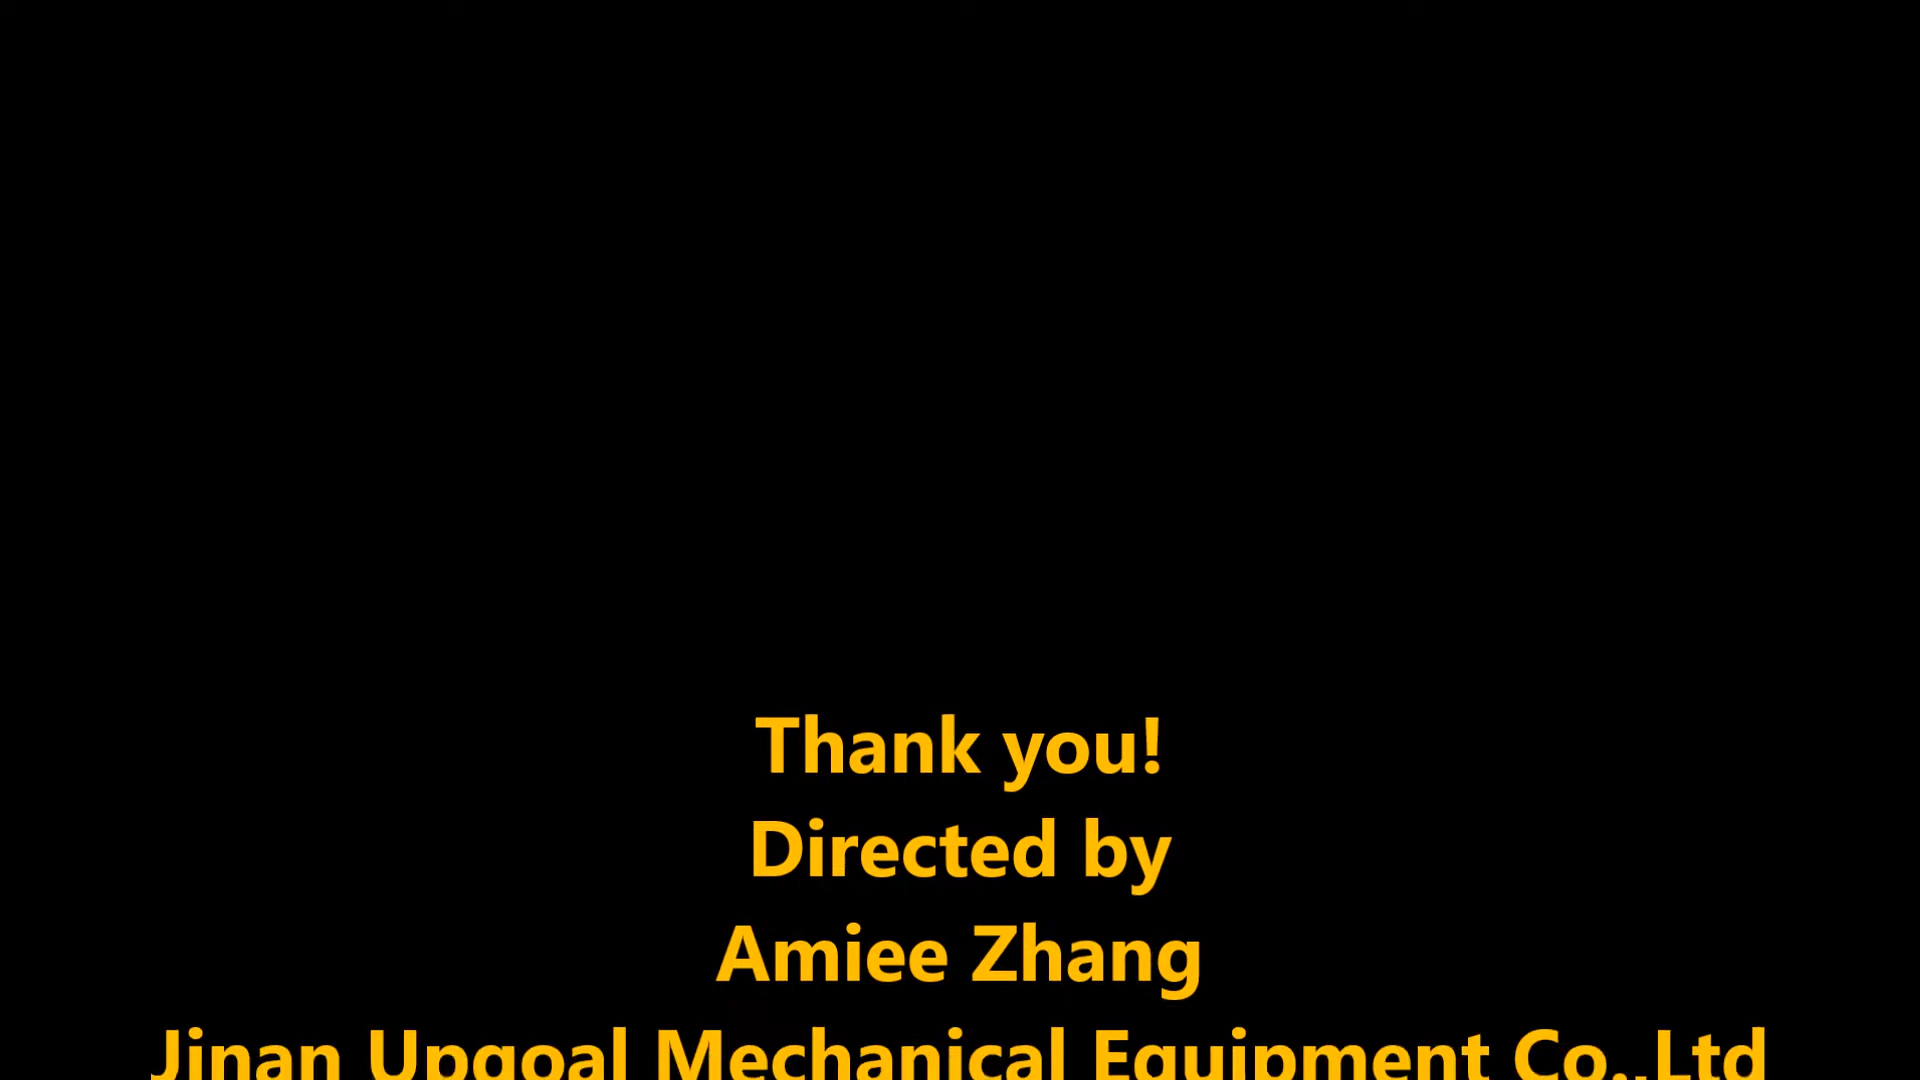 Thank you!
Directed by
Amiee Zhang
Jinan Upgoal Mechanical Equipment Co.,Ltd